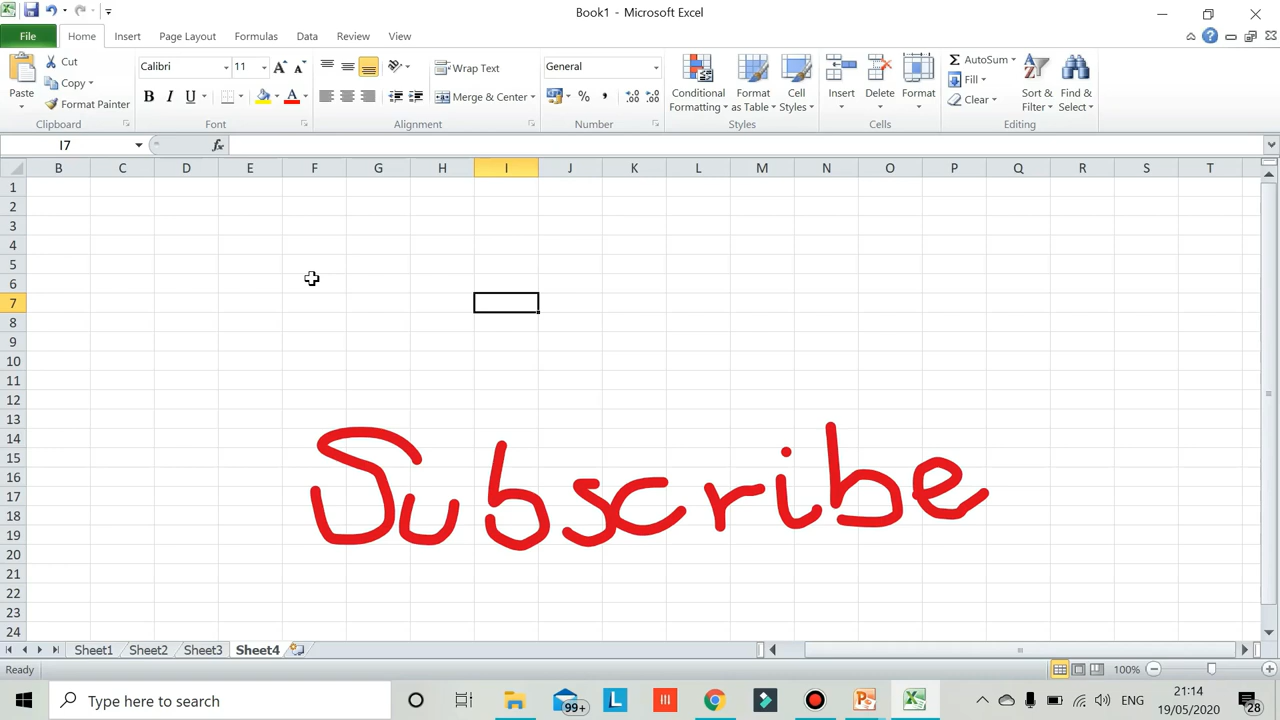 Book1 - Microsoft Excel
File Home Insert Page Layout Formulas Data Review View
Cut
Copy
Format Painter
Paste
Clipboard
Calibri 11
B I U A
Font
Wrap Text
Merge & Center
Alignment
General
% ,
Number
Conditional Formatting
Format as Table
Cell Styles
Styles
Insert Delete Format
Cells
AutoSum
Fill
Clear
Sort & Filter
Find & Select
Editing
I7 fx
B C D E F G H I J K L M N O P Q R S T
1
2
3
4
5
6
7
8
9
10
11
12
13
14
15
16
17
18
19
20
21
22
23
24
Subscribe
Sheet1 Sheet2 Sheet3 Sheet4
Ready 100%
Type here to search 99+ L ENG 21:14
19/05/2020 28